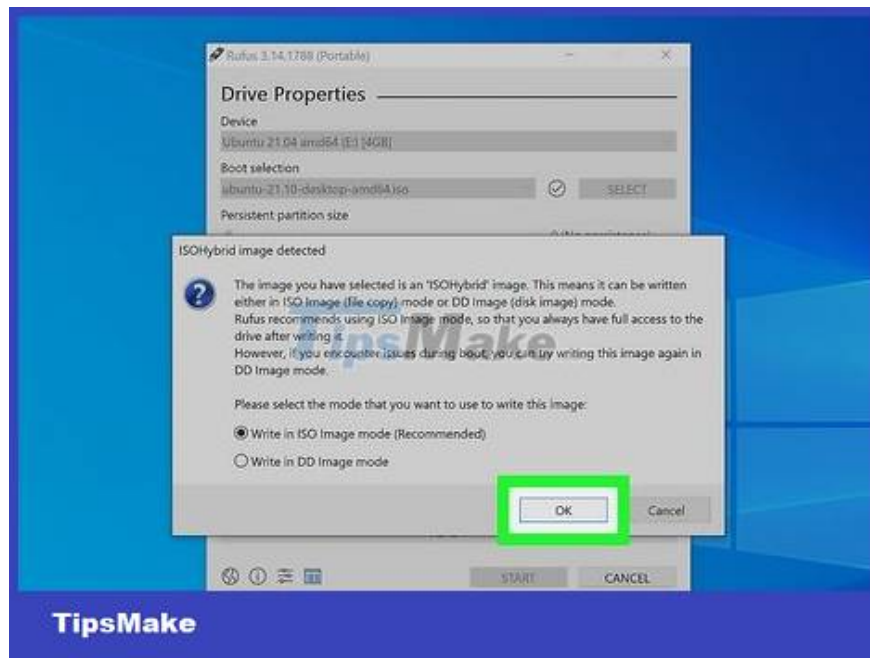 Rufus 3.14.1788 (Portable)
Drive Properties
Device
Ubuntu 21.04 amd64 (E:) [4GB]
Boot selection
ubuntu-21.10-desktop-amd64.iso
SELECT
Persistent partition size
ISOHybrid image detected
The image you have selected is an 'ISOHybrid' image. This means it can be written
either in ISO Image (file copy) mode or DD Image (disk image) mode.
Rufus recommends using ISO Image mode, so that you always have full access to the
drive after writing it.
However, if you encounter issues during boot, you can try writing this image again in
DD Image mode.
TipsMake
Please select the mode that you want to use to write this image:
Write in ISO Image mode (Recommended)
Write in DD Image mode
OK
Cancel
START
CANCEL
TipsMake